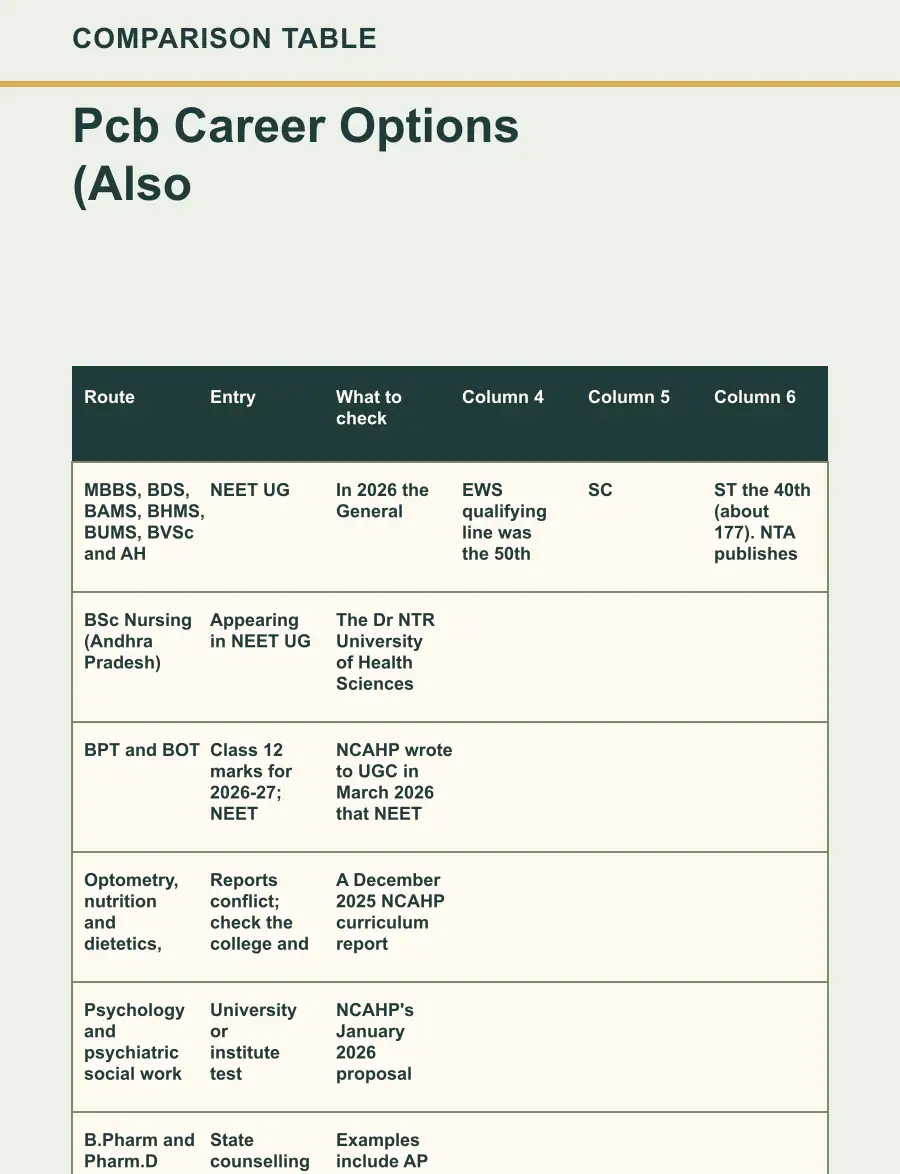 COMPARISON TABLE
Pcb Career Options
(Also
Route
Entry
What to
check
Column 4
Column 5
Column 6
MBBS, BDS,
BAMS, BHMS,
BUMS, BVSc
and AH
NEET UG
In 2026 the
General
EWS
qualifying
line was
the 50th
SC
ST the 40th
(about
177). NTA
publishes
BSc Nursing
(Andhra
Pradesh)
Appearing
in NEET UG
The Dr NTR
University
of Health
Sciences
BPT and BOT
Class 12
marks for
2026-27;
NEET
NCAHP wrote
to UGC in
March 2026
that NEET
Optometry,
nutrition
and
dietetics,
Reports
conflict;
check the
college and
A December
2025 NCAHP
curriculum
report
Psychology
and
psychiatric
social work
University
or
institute
test
NCAHP's
January
2026
proposal
B.Pharm and
Pharm.D
State
counselling
Examples
include AP